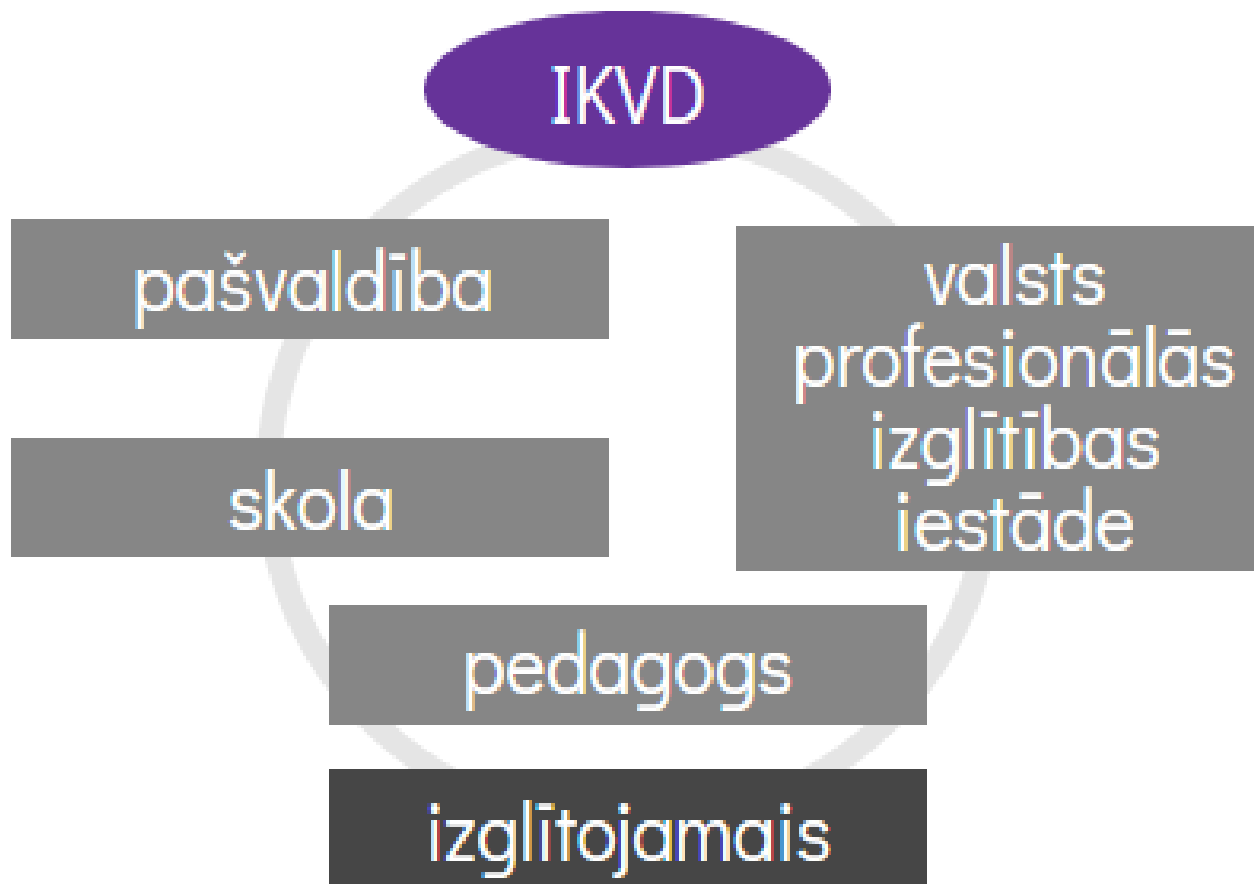 IKVD
pašvaldība
skola
valsts
profesionālās
izglītības
iestāde
pedagogs
izglītojamais